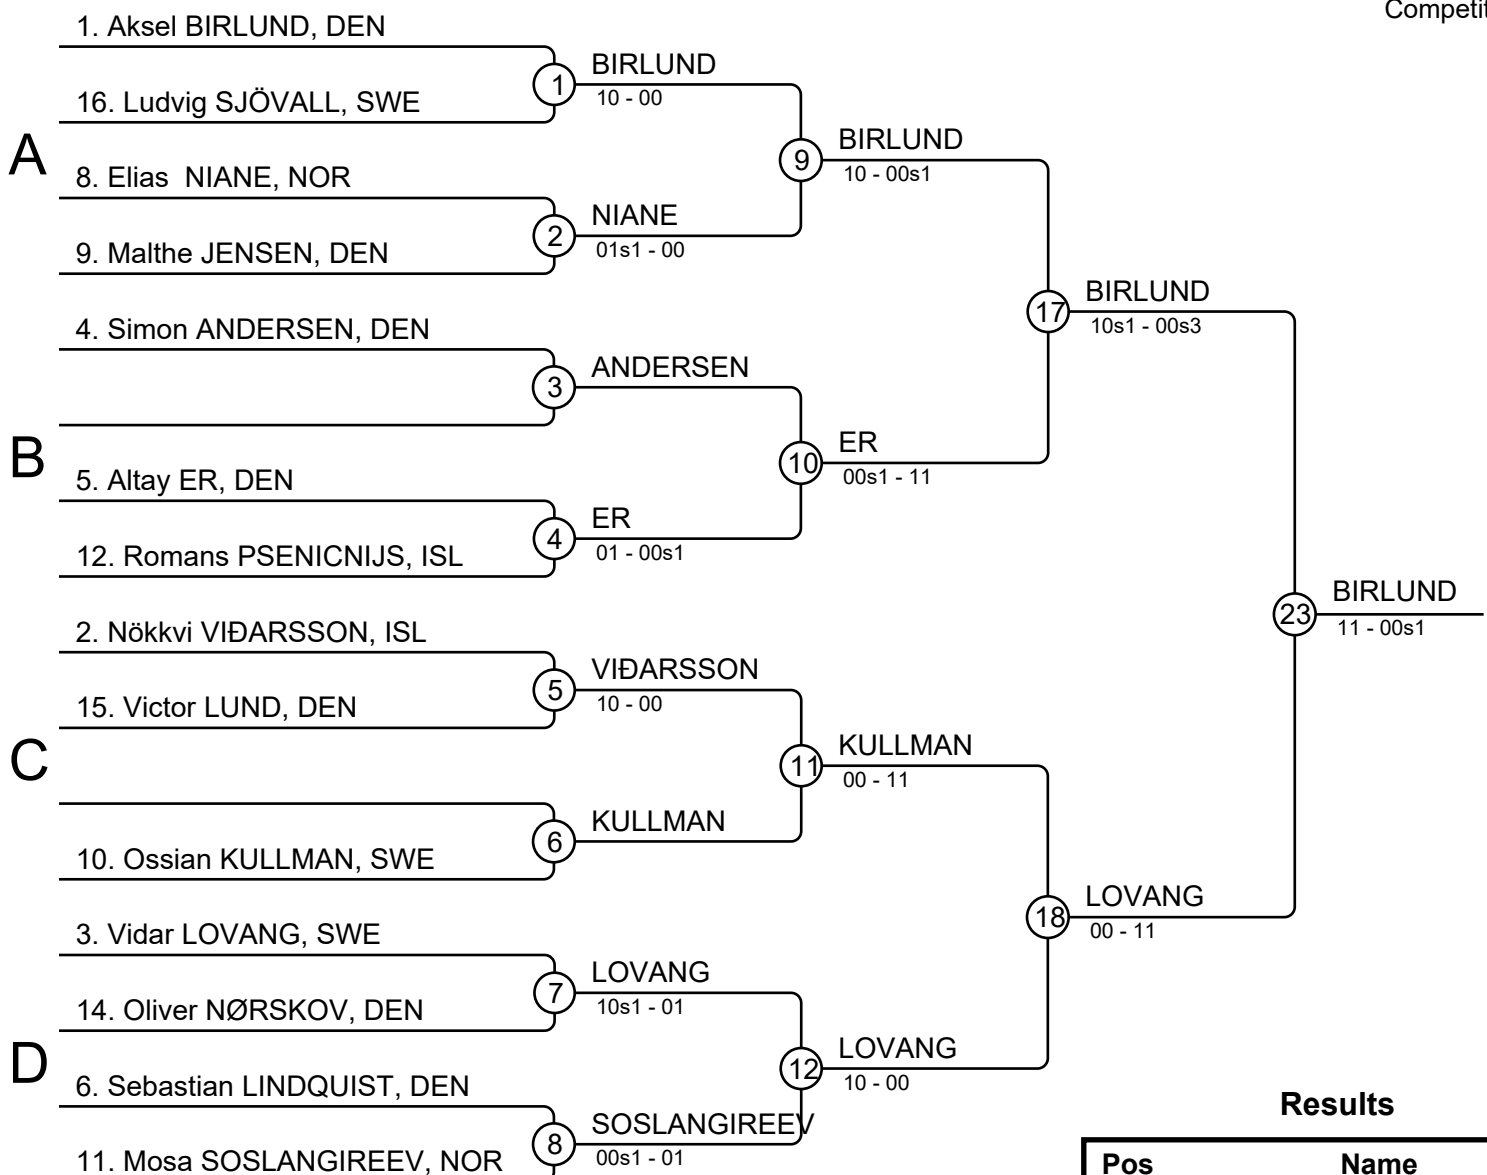 Competit
1. Aksel BIRLUND, DEN
1
BIRLUND
10 - 00
16. Ludvig SJÖVALL, SWE
A
9
BIRLUND
10 - 00s1
8. Elias  NIANE, NOR
2
NIANE
01s1 - 00
9. Malthe JENSEN, DEN
17
BIRLUND
10s1 - 00s3
4. Simon ANDERSEN, DEN
3
ANDERSEN
B
10
ER
00s1 - 11
5. Altay ER, DEN
4
ER
01 - 00s1
12. Romans PSENICNIJS, ISL
23
BIRLUND
11 - 00s1
2. Nökkvi VIÐARSSON, ISL
5
VIÐARSSON
10 - 00
15. Victor LUND, DEN
C
11
KULLMAN
00 - 11
6
KULLMAN
10. Ossian KULLMAN, SWE
18
LOVANG
00 - 11
3. Vidar LOVANG, SWE
7
LOVANG
10s1 - 01
14. Oliver NØRSKOV, DEN
D
12
LOVANG
10 - 00
6. Sebastian LINDQUIST, DEN
8
SOSLANGIREEV
00s1 - 01
11. Mosa SOSLANGIREEV, NOR
Results
Pos Name